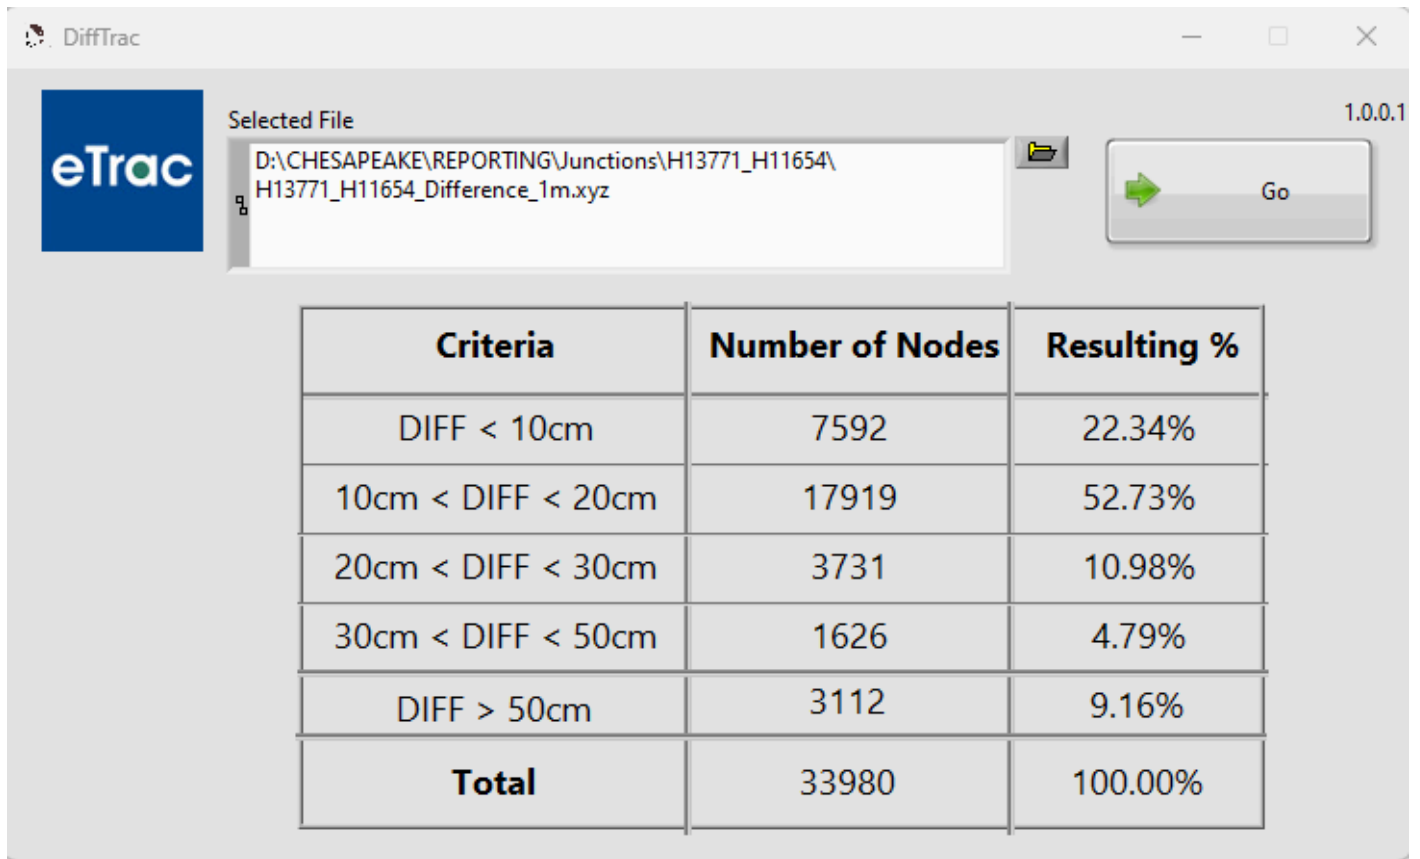 DiffTrac
eTrac
Selected File
1.0.0.1
D:\CHESAPEAKE\REPORTING\Junctions\H13771_H11654\
H13771_H11654_Difference_1m.xyz
Go
Criteria Number of Nodes Resulting %
DIFF < 10cm 7592 22.34%
10cm < DIFF < 20cm 17919 52.73%
20cm < DIFF < 30cm 3731 10.98%
30cm < DIFF < 50cm 1626 4.79%
DIFF > 50cm 3112 9.16%
Total 33980 100.00%